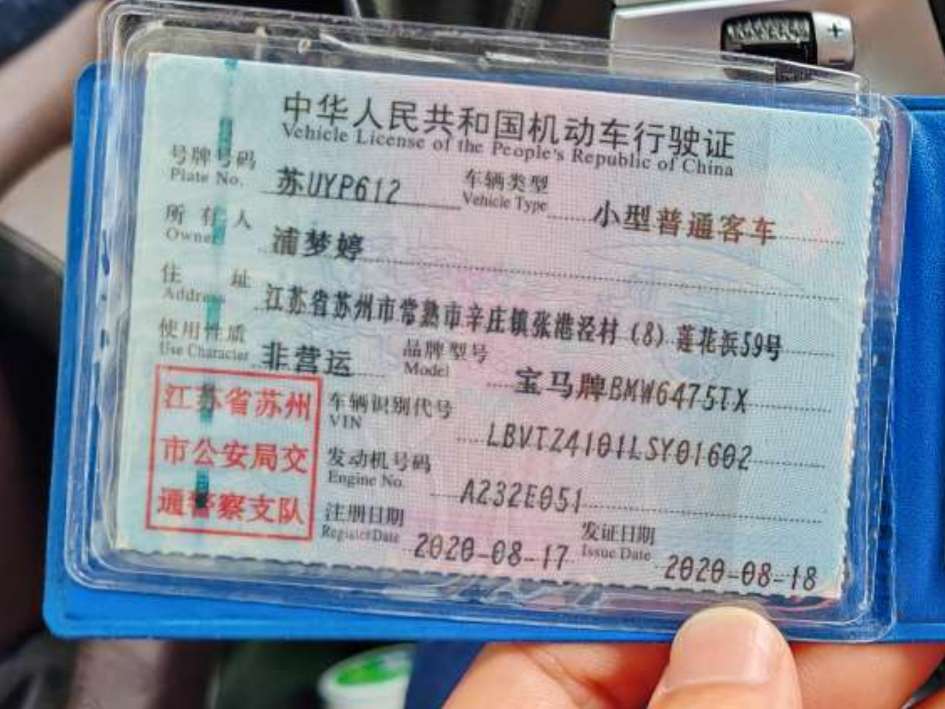 中华人民共和国机动车行驶证
Vehicle License of the People's Republic of China
号牌号码 苏UYP612 车辆类型 小型普通客车
Plate No. Vehicle Type
所有人 浦梦婷
Owner
住址 江苏省苏州市常熟市辛庄镇张港泾村(8)莲花浜59号
Address
使用性质 非营运 品牌型号 宝马牌BMW6475TX
Use Character Model
江苏省苏州
市公安局交
通警察支队
车辆识别代号 LBVTZ4101LSY01602
VIN
发动机号码 A232E051
Engine No.
注册日期 2020-08-17 发证日期 2020-08-18
Register Date Issue Date
+